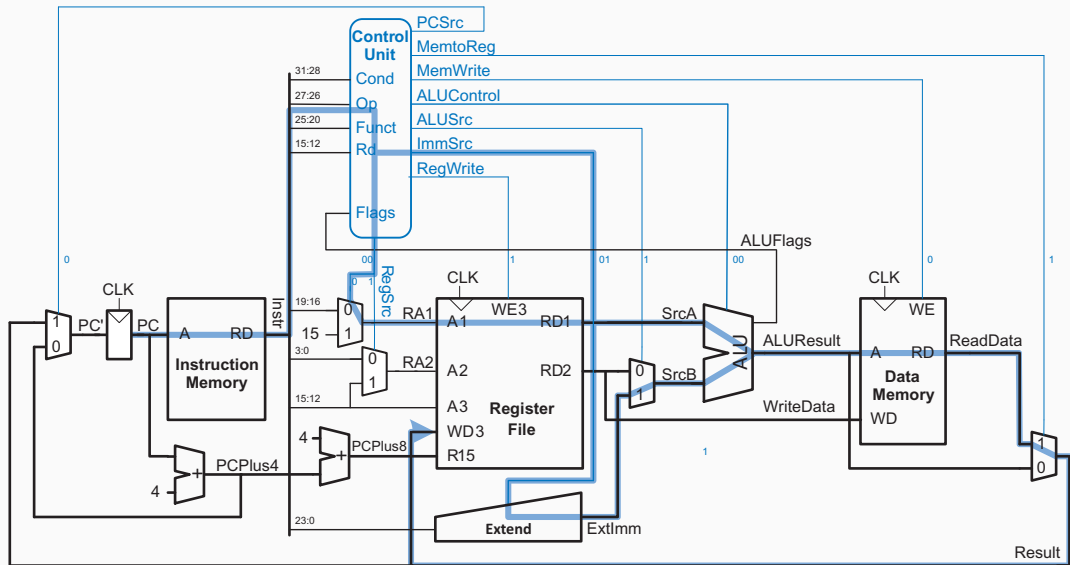 PCSrc
Control
Unit
MemtoReg
31:28
Cond
MemWrite
27:26
Op
ALUControl
25:20
Funct
ALUSrc
15:12
Rd
ImmSrc
RegWrite
Flags
ALUFlags
0
00
1
01
1
00
0
1
0 1
RegSrc
CLK
CLK
CLK
19:16
0
RA1
A1
WE3
RD1
SrcA
WE
1
PC'
PC
A
RD
Instr
15
1
0
Instruction
Memory
3:0
0
RA2
A2
RD2
0
SrcB
ALU
ALUResult
A
RD
ReadData
1
1
Data
Memory
15:12
A3
Register
File
WriteData
WD
4
WD3
PCPlus8
R15
+
1
1
0
PCPlus4
+
4
23:0
Extend
ExtImm
Result